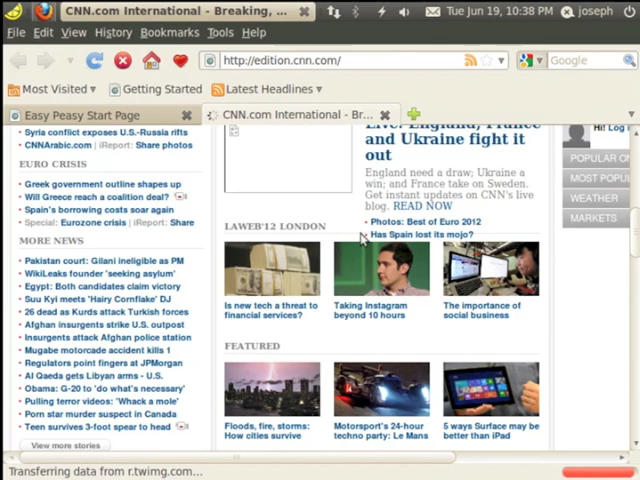 CNN.com International - Breaking, ...
Tue Jun 19, 10:38 PM
joseph
File Edit View History Bookmarks Tools Help
http://edition.cnn.com/
Google
Most Visited
Getting Started
Latest Headlines
Easy Peasy Start Page
CNN.com International - Br...
Syria conflict exposes U.S.-Russia rifts
CNNArabic.com | iReport: Share photos
EURO CRISIS
Greek government outline shapes up
Will Greece reach a coalition deal?
Spain's borrowing costs soar again
Special: Eurozone crisis | iReport: Share
MORE NEWS
Pakistan court: Gilani ineligible as PM
WikiLeaks founder 'seeking asylum'
Egypt: Both candidates claim victory
Suu Kyi meets 'Hairy Cornflake' DJ
26 dead as Kurds attack Turkish forces
Afghan insurgents strike U.S. outpost
Insurgents attack Afghan police station
Mugabe motorcade accident kills 1
Regulators point fingers at JPMorgan
Al Qaeda gets Libyan arms - U.S.
Obama: G-20 to 'do what's necessary'
Pulling terror videos: 'Whack a mole'
Porn star murder suspect in Canada
Teen survives 3-foot spear to head
View more stories
Live: England, France
and Ukraine fight it
out
England need a draw; Ukraine a
win; and France take on Sweden.
Get instant updates on CNN's live
blog. READ NOW
Photos: Best of Euro 2012
Has Spain lost its mojo?
LAWEB'12 LONDON
Is new tech a threat to
financial services?
Taking Instagram
beyond 10 hours
The importance of
social business
FEATURED
Floods, fire, storms:
How cities survive
Motorsport's 24-hour
techno party: Le Mans
5 ways Surface may be
better than iPad
Hi! Log i
POPULAR ON
MOST POPU
WEATHER
MARKETS
Transferring data from r.twimg.com...